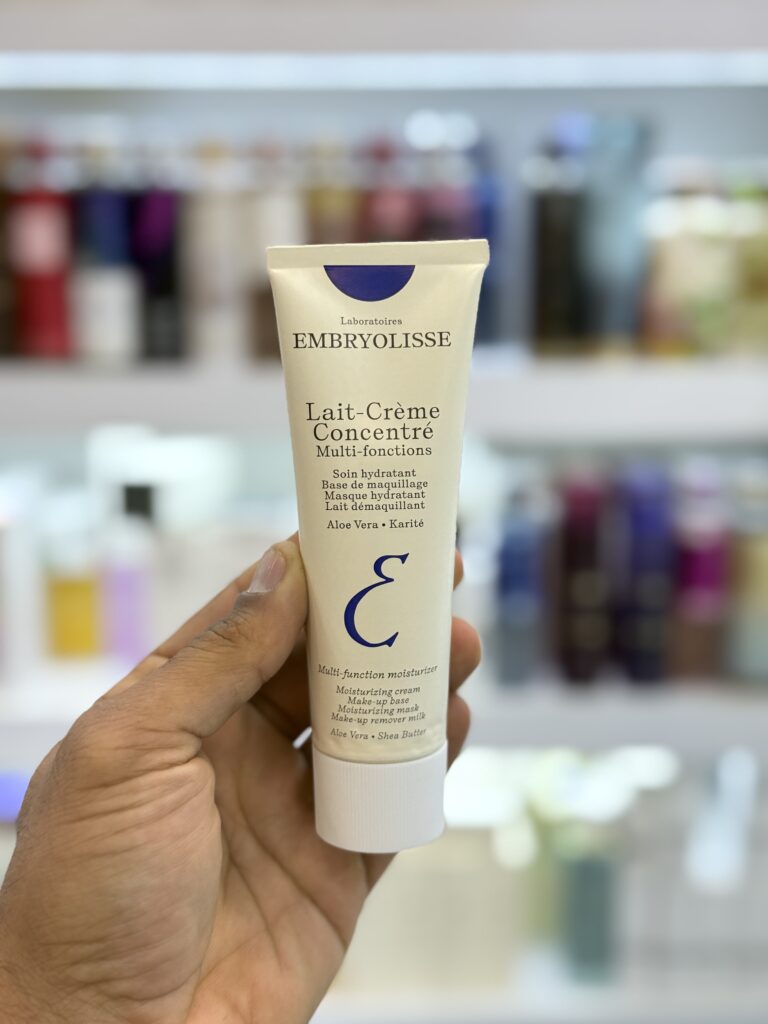 Laboratoires
EMBRYOLISSE
Lait-Crème
Concentré
Multi-fonctions
Soin hydratant
Base de maquillage
Masque hydratant
Lait démaquillant
Aloe Vera • Karité
Multi-function moisturizer
Moisturizing cream
Make-up base
Moisturizing mask
Make-up remover milk
Aloe Vera • Shea Butter